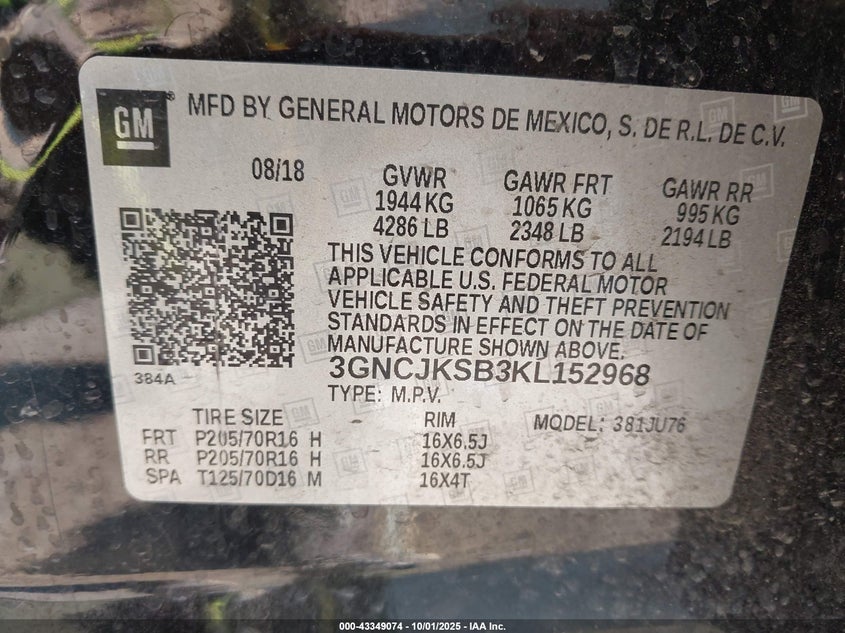 GM ® MFD BY GENERAL MOTORS DE MEXICO, S. DE R.L. DE C.V.
08/18 GVWR GAWR FRT GAWR RR
1944 KG 1065 KG 995 KG
4286 LB 2348 LB 2194 LB
THIS VEHICLE CONFORMS TO ALL
APPLICABLE U.S. FEDERAL MOTOR
VEHICLE SAFETY AND THEFT PREVENTION
STANDARDS IN EFFECT ON THE DATE OF
MANUFACTURE SHOWN ABOVE.
384A 3GNCJKSB3KL152968
TYPE: M.P.V.
TIRE SIZE RIM MODEL: 381JU76
FRT P205/70R16 H 16X6.5J
RR P205/70R16 H 16X6.5J
SPA T125/70D16 M 16X4T
000-43349074 - 10/01/2025 - IAA Inc.